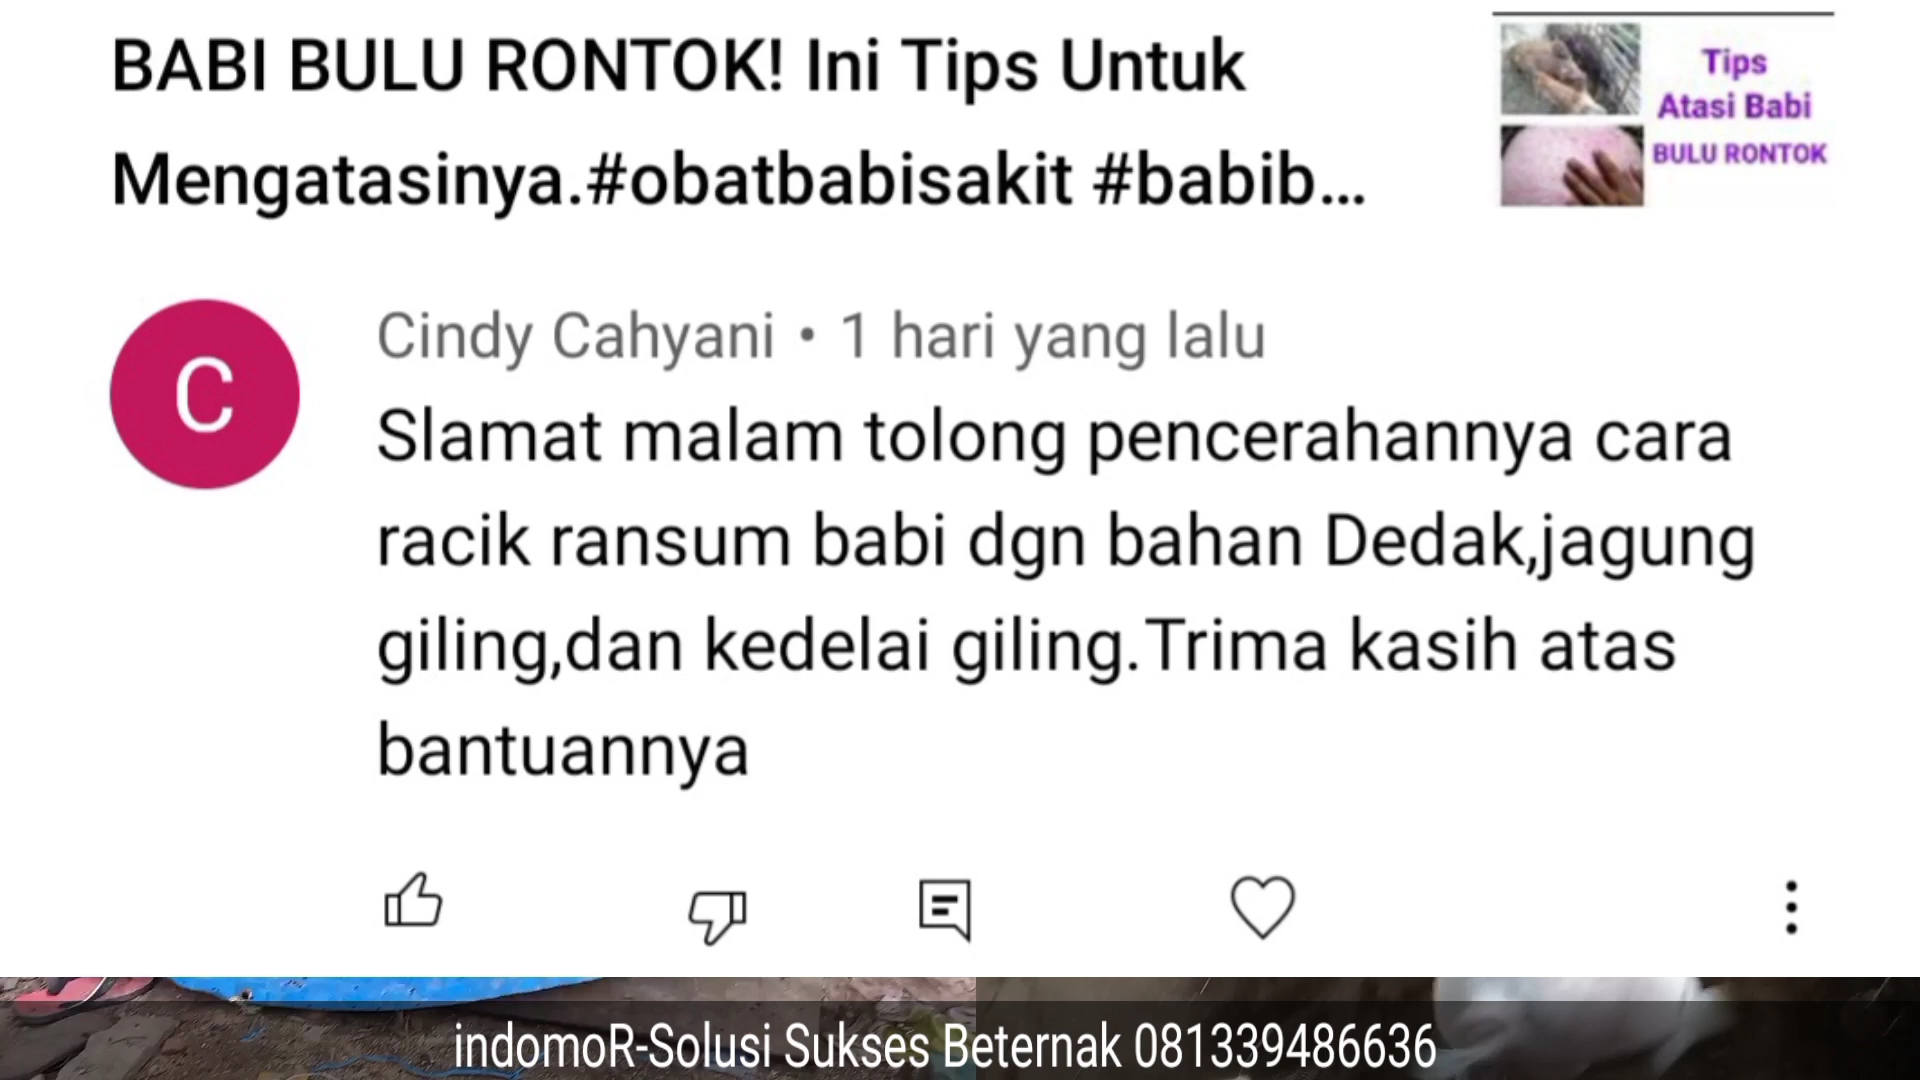 BABI BULU RONTOK! Ini Tips Untuk
Mengatasinya.#obatbabisakit #babib...
Tips
Atasi Babi
BULU RONTOK
C
Cindy Cahyani • 1 hari yang lalu
Slamat malam tolong pencerahannya cara
racik ransum babi dgn bahan Dedak,jagung
giling,dan kedelai giling.Trima kasih atas
bantuannya
indomoR-Solusi Sukses Beternak 081339486636